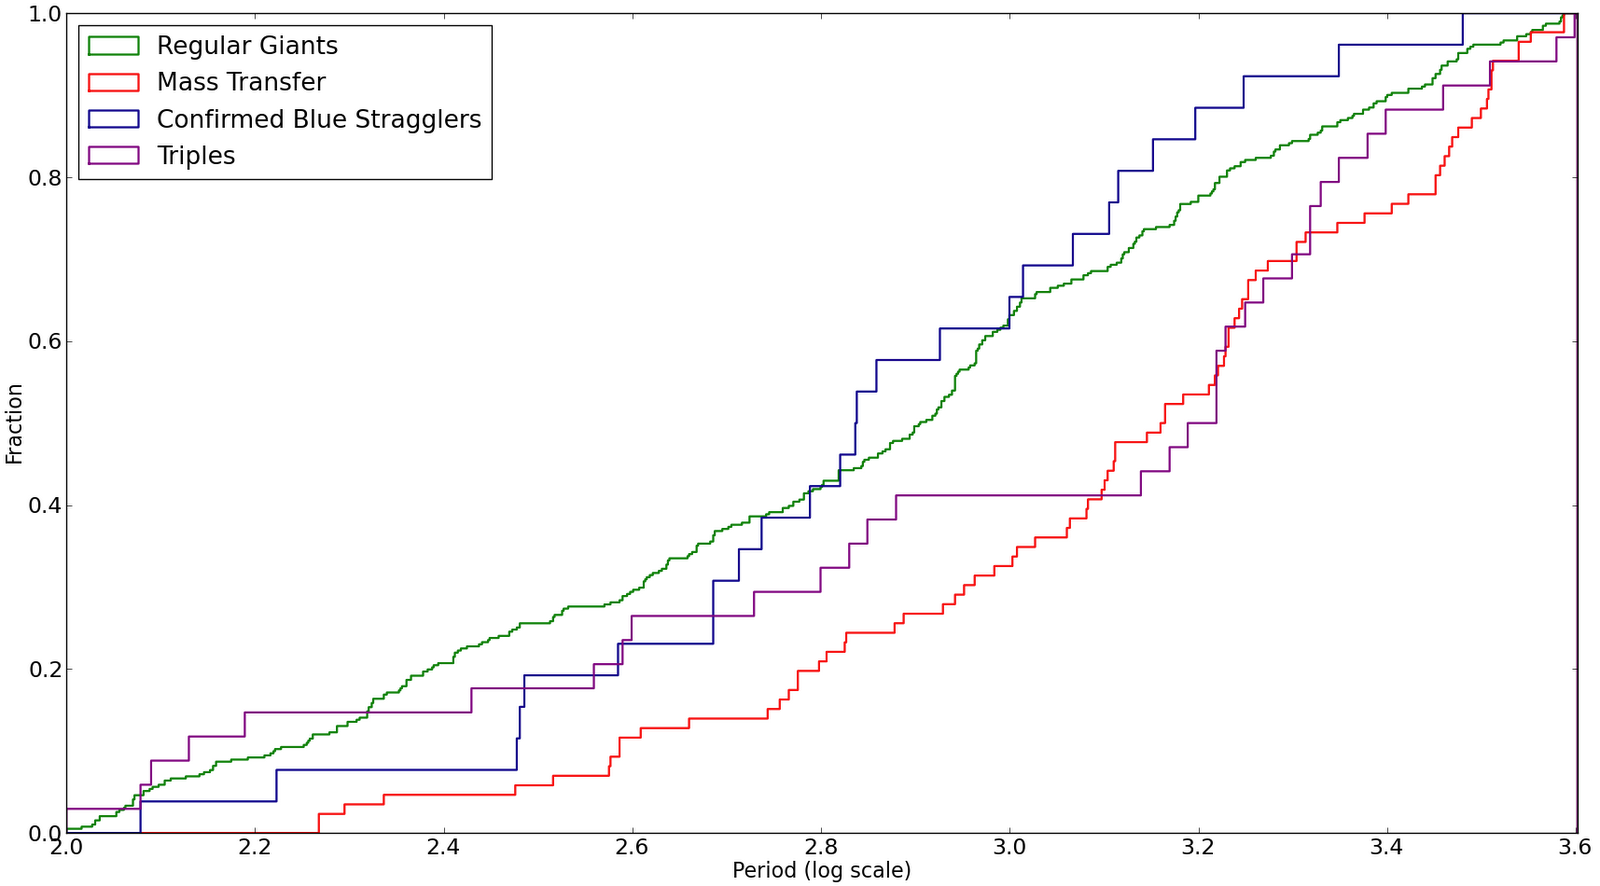 1.0
Regular Giants
Mass Transfer
Confirmed Blue Stragglers
Triples
0.8
0.6
Fraction
0.4
0.2
0.0
2.0 2.2 2.4 2.6 2.8 3.0 3.2 3.4 3.6
Period (log scale)